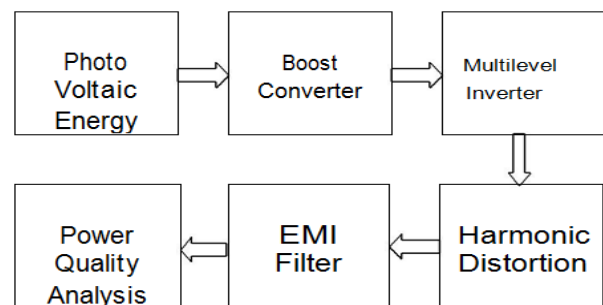 Photo
Voltaic
Energy
Boost
Converter
Multilevel
Inverter
Harmonic
Distortion
EMI
Filter
Power
Quality
Analysis